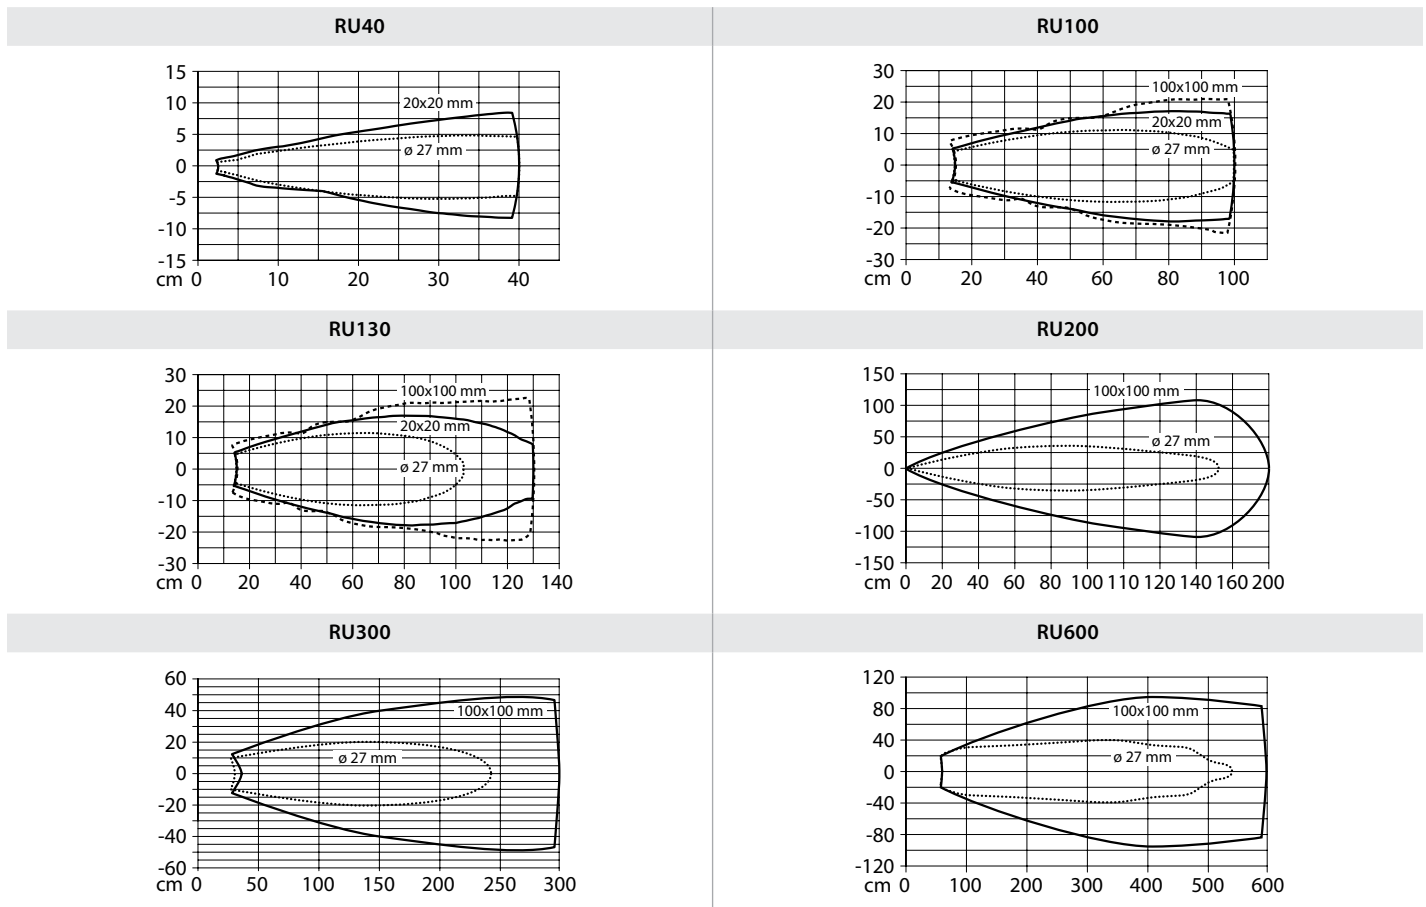 RU40
15
10
5
0
-5
-10
-15
cm 0 10 20 30 40
20x20 mm
ø 27 mm
RU100
30
20
10
0
-10
-20
-30
cm 0 20 40 60 80 100
100x100 mm
20x20 mm
ø 27 mm
RU130
30
20
10
0
-10
-20
-30
cm 0 20 40 60 80 100 120 140
100x100 mm
20x20 mm
ø 27 mm
RU200
150
100
50
0
-50
-100
-150
cm 0 20 40 60 80 100 110 120 140 160 200
100x100 mm
ø 27 mm
RU300
60
40
20
0
-20
-40
-60
cm 0 50 100 150 200 250 300
100x100 mm
ø 27 mm
RU600
120
80
40
0
-40
-80
-120
cm 0 100 200 300 400 500 600
100x100 mm
ø 27 mm